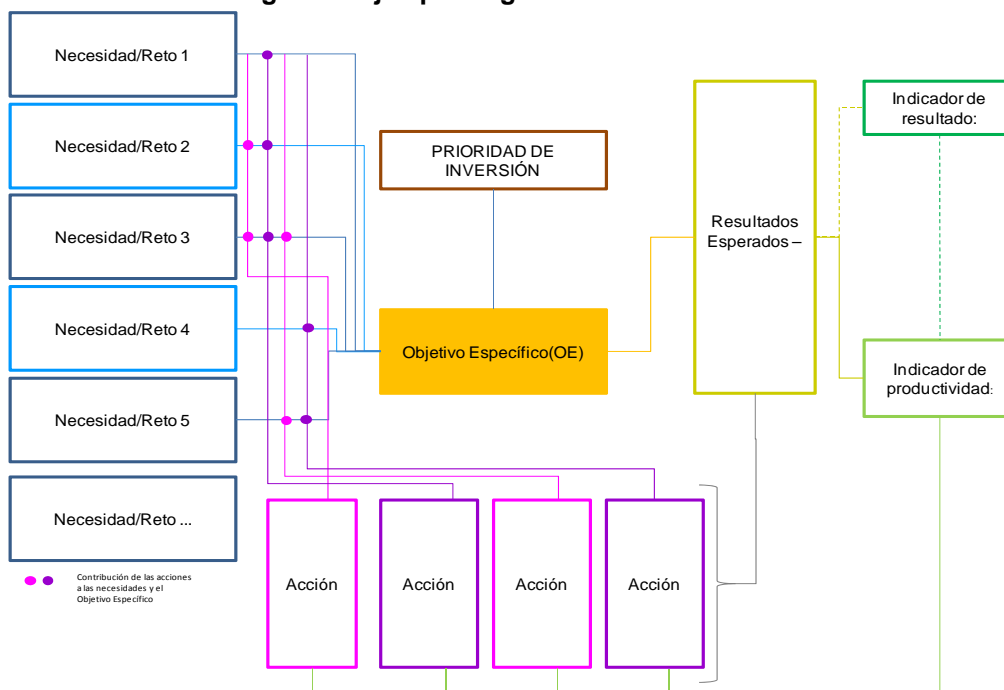 Necesidad/Reto 1
Necesidad/Reto 2
Necesidad/Reto 3
Necesidad/Reto 4
Necesidad/Reto 5
Necesidad/Reto ...
Contribución de las acciones
a las necesidades y el
Objetivo Específico
PRIORIDAD DE
INVERSIÓN
Objetivo Específico(OE)
Resultados
Esperados –
Indicador de
resultado:
Indicador de
productividad:
Acción
Acción
Acción
Acción